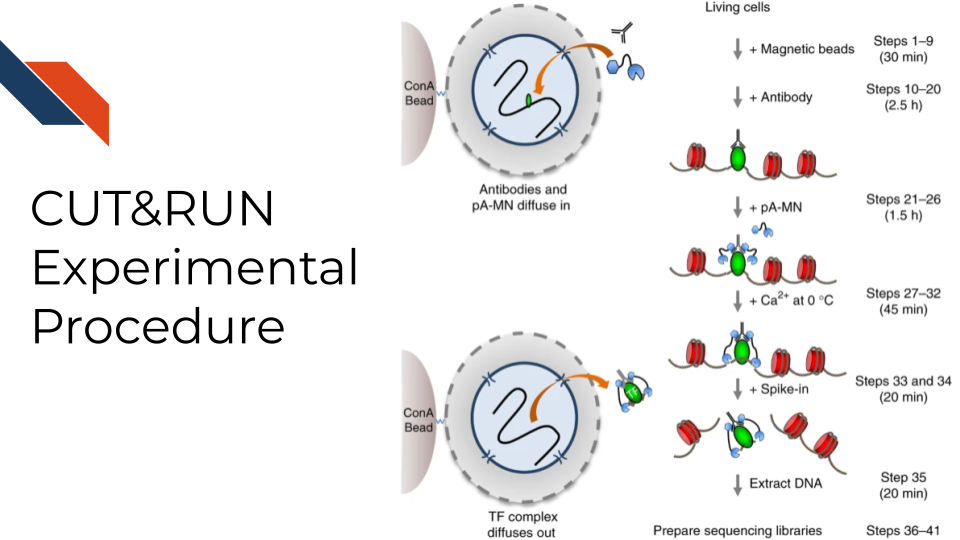 CUT&RUN
Experimental
Procedure
ConA
Bead
Antibodies and
pA-MN diffuse in
ConA
Bead
TF complex
diffuses out
Living cells
+ Magnetic beads
Steps 1–9
(30 min)
+ Antibody
Steps 10–20
(2.5 h)
+ pA-MN
Steps 21–26
(1.5 h)
+ Ca2+ at 0 °C
Steps 27–32
(45 min)
+ Spike-in
Steps 33 and 34
(20 min)
Extract DNA
Step 35
(20 min)
Prepare sequencing libraries
Steps 36–41